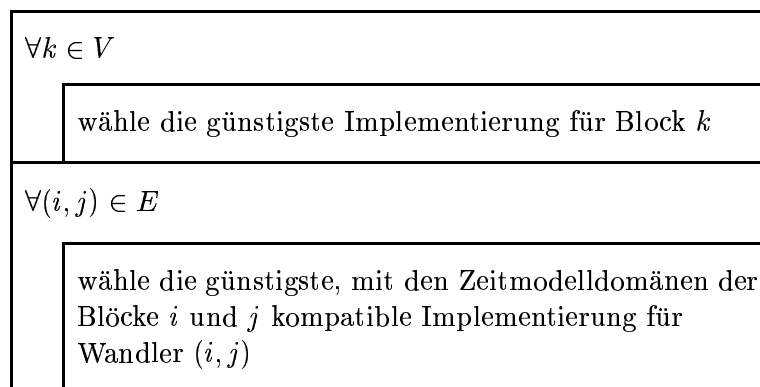 ∀k ∈ V
wähle die günstigste Implementierung für Block k
∀(i, j) ∈ E
wähle die günstigste, mit den Zeitmodelldomänen der
Blöcke i und j kompatible Implementierung für
Wandler (i, j)